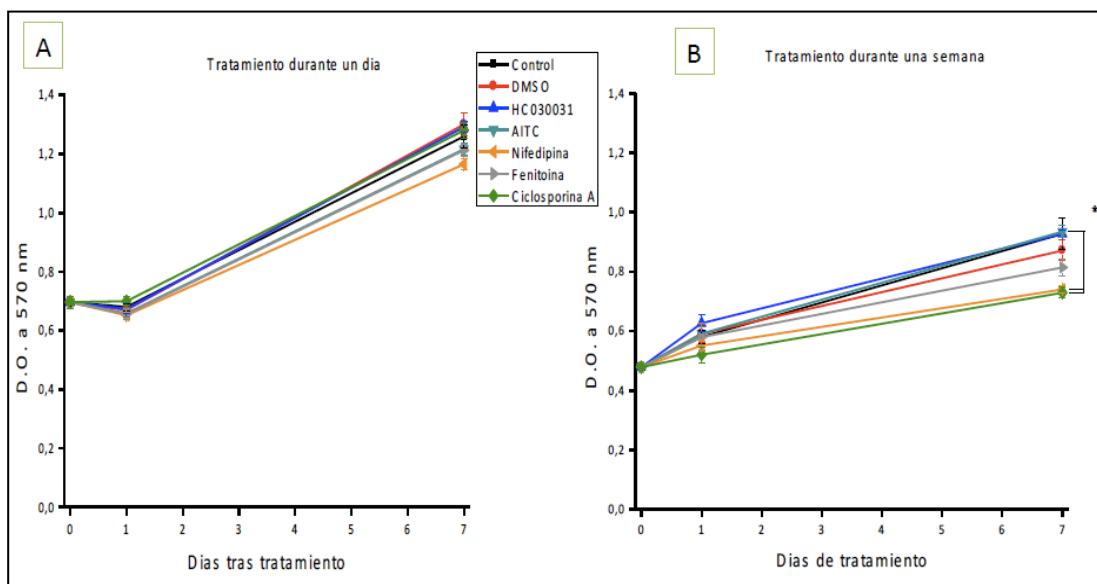 A
Tratamiento durante un dia
D.O. a 570 nm
1,4
1,2
1,0
0,8
0,6
0,4
0,2
0,0
0 1 2 3 4 5 6 7
Dias tras tratamiento
Control
DMSO
HC030031
AITC
Nifedipina
Fenitoina
Ciclosporina A
B
Tratamiento durante una semana
D.O. a 570 nm
1,4
1,2
1,0
0,8
0,6
0,4
0,2
0,0
*
0 1 2 3 4 5 6 7
Dias de tratamiento